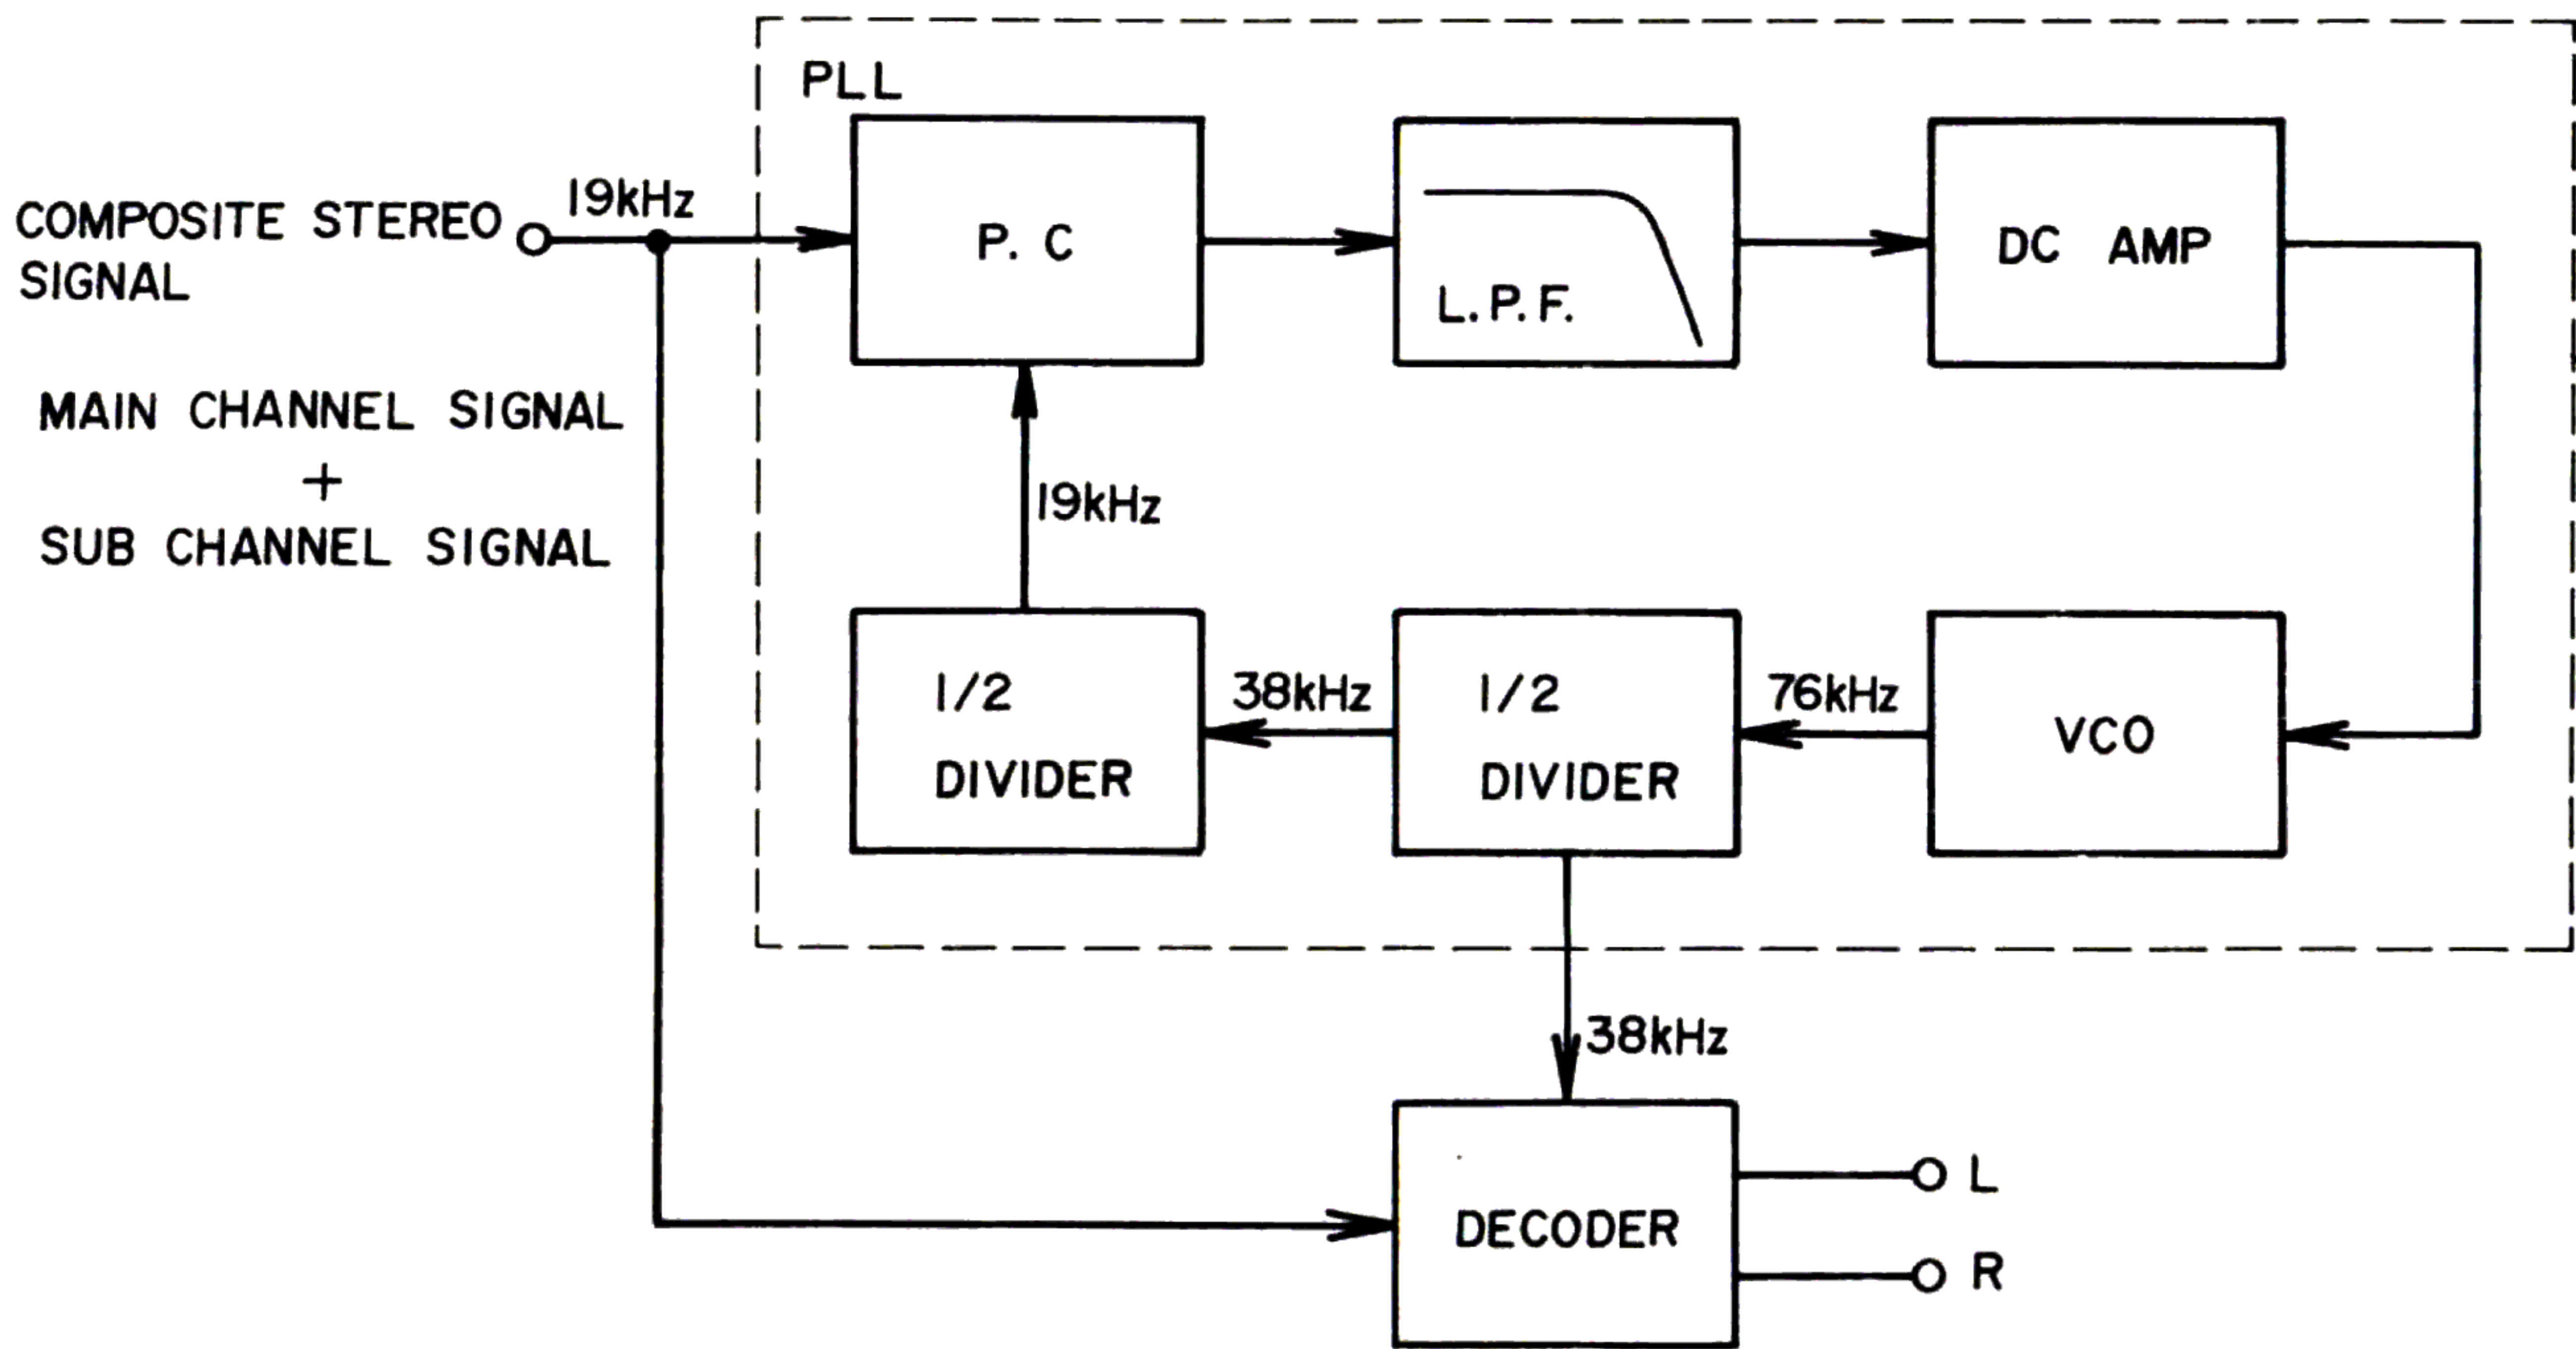 PLL
19kHz
COMPOSITE STEREO
SIGNAL
P. C
L.P.F.
DC AMP
MAIN CHANNEL SIGNAL
+
SUB CHANNEL SIGNAL
19kHz
1/2
DIVIDER
38kHz
1/2
DIVIDER
76kHz
VCO
38kHz
DECODER
L
R